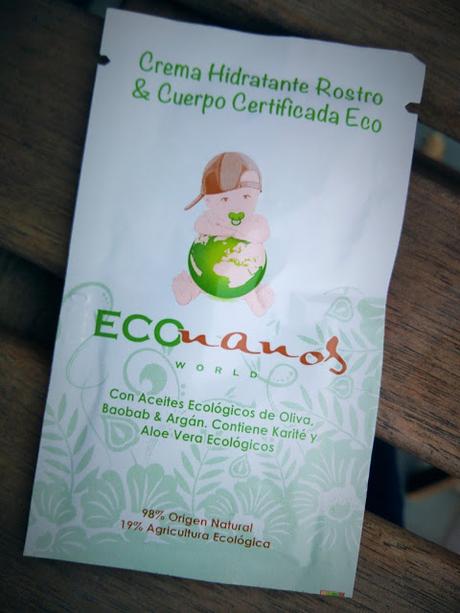 Crema Hidratante Rostro
& Cuerpo Certificada Eco
ECOnanos
WORLD
Con Aceites Ecológicos de Oliva,
Baobab & Argán. Contiene Karité y
Aloe Vera Ecológicos
98% Origen Natural
19% Agricultura Ecológica